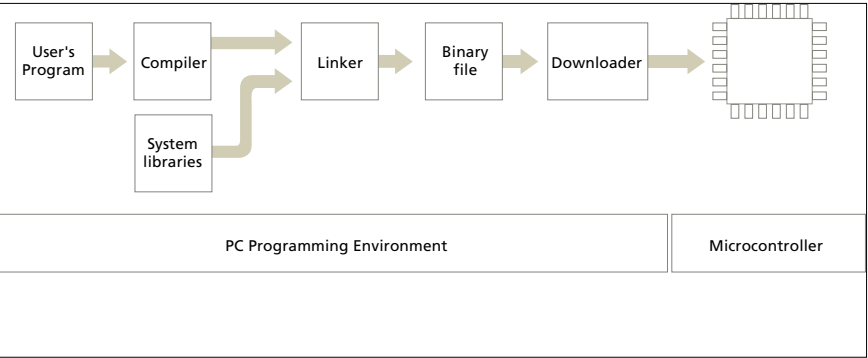 User's
Program
Compiler
System
libraries
Linker
Binary
file
Downloader
PC Programming Environment
Microcontroller